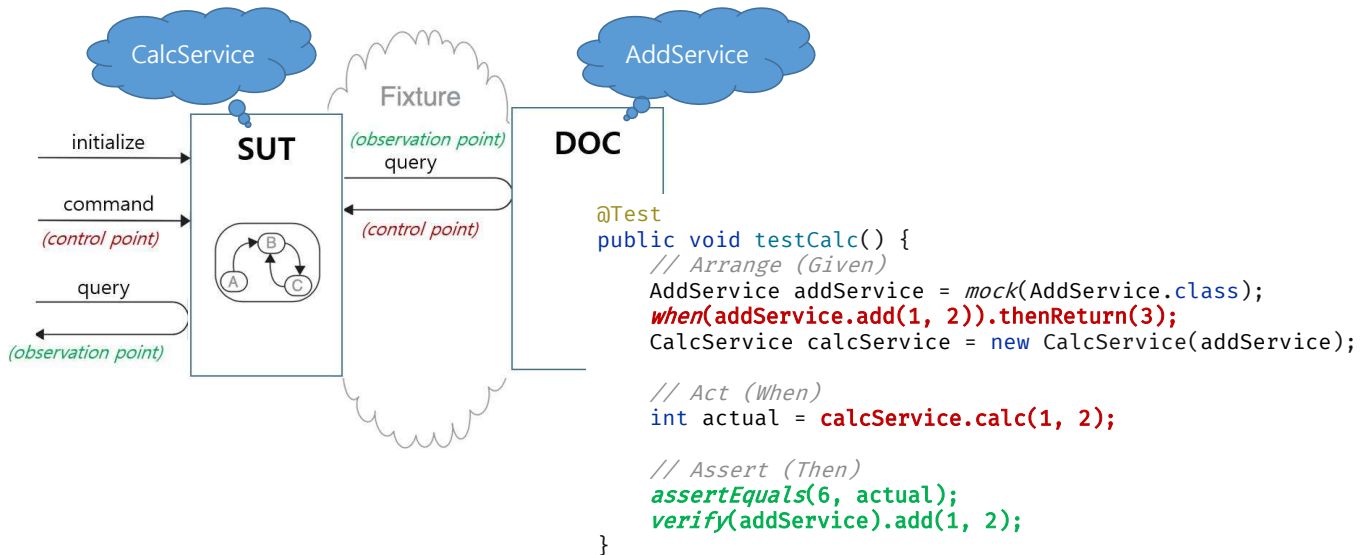 CalcService
AddService
Fixture
SUT
DOC
initialize
command
(control point)
query
(observation point)
(observation point)
query
(control point)
A
B
C
@Test
public void testCalc() {
    // Arrange (Given)
    AddService addService = mock(AddService.class);
    when(addService.add(1, 2)).thenReturn(3);
    CalcService calcService = new CalcService(addService);
    // Act (When)
    int actual = calcService.calc(1, 2);
    // Assert (Then)
    assertEquals(6, actual);
    verify(addService).add(1, 2);
}